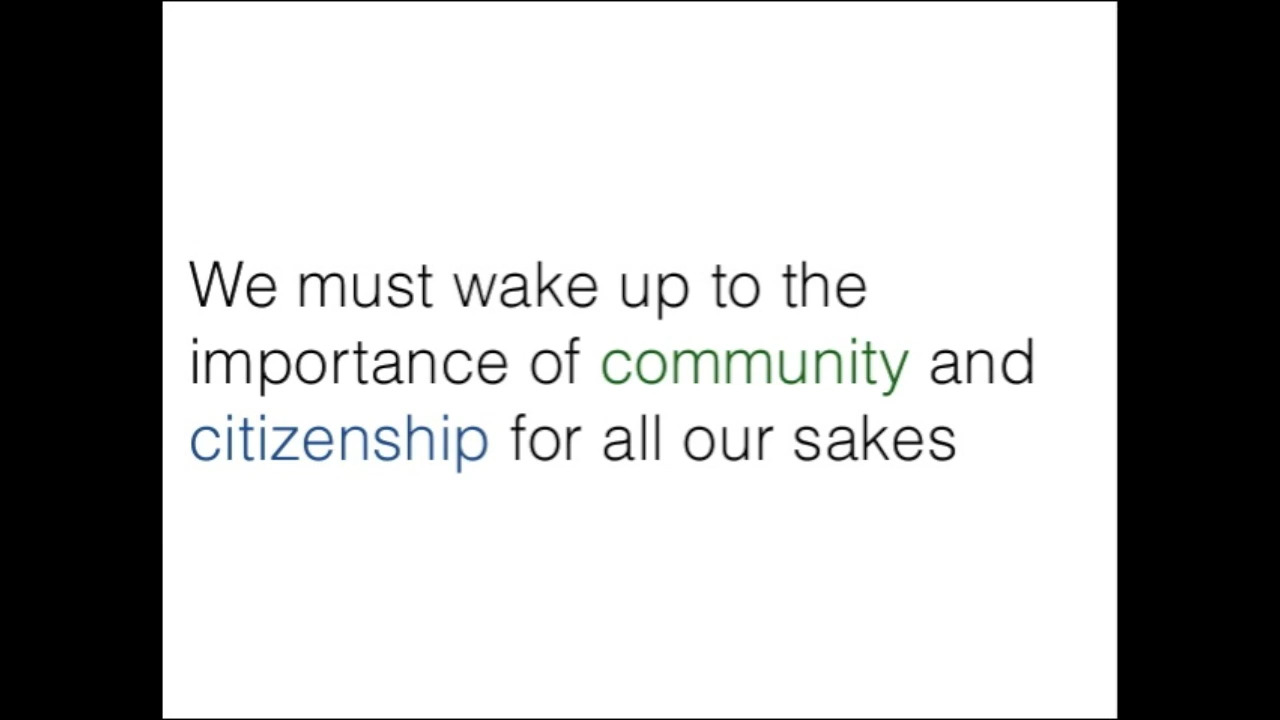 We must wake up to the
importance of community and
citizenship for all our sakes